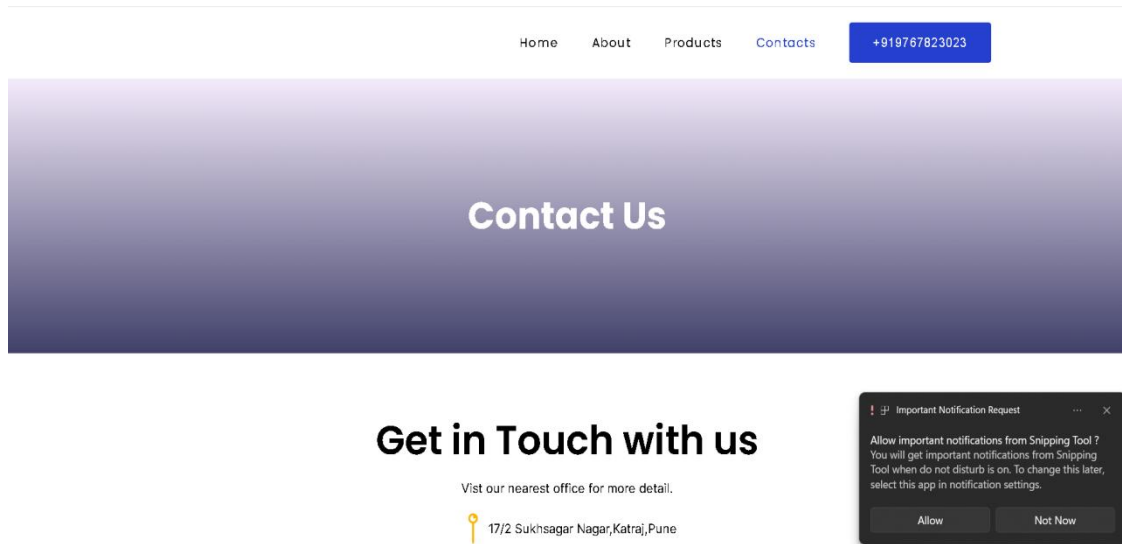 Home About Products Contacts +919767823023
Contact Us
Get in Touch with us
Vist our nearest office for more detail.
17/2 Sukhsagar Nagar,Katraj,Pune
Important Notification Request
Allow important notifications from Snipping Tool ?
You will get important notifications from Snipping
Tool when do not disturb is on. To change this later,
select this app in notification settings.
Allow Not Now